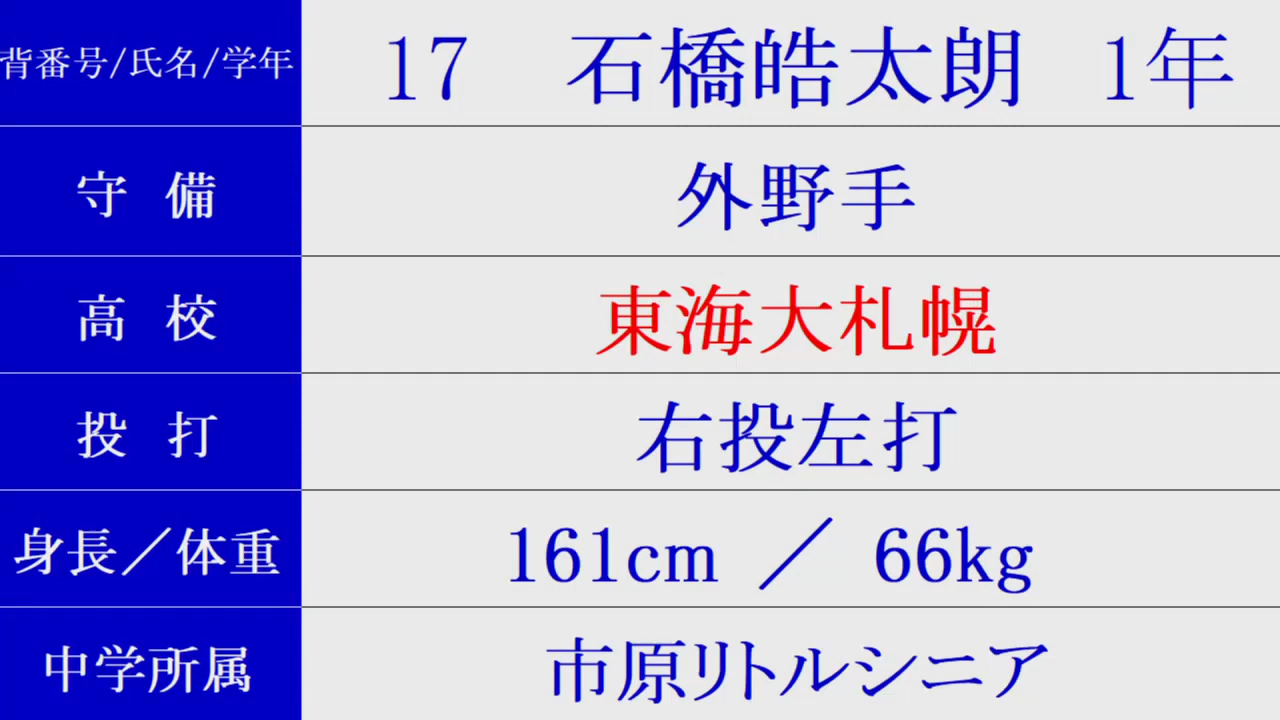 背番号/氏名/学年 17 石橋皓太朗 1年
守備 外野手
高校 東海大札幌
投打 右投左打
身長／体重 161cm ／ 66kg
中学所属 市原リトルシニア